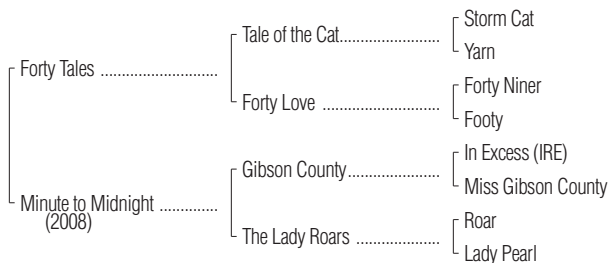 Storm Cat
Tale of the Cat........................
Yarn
Forty Tales ............................
Forty Niner
Forty Love ............................
Footy
In Excess (IRE)
Gibson County......................
Miss Gibson County
Minute to Midnight ..............
(2008)
Roar
The Lady Roars ....................
Lady Pearl